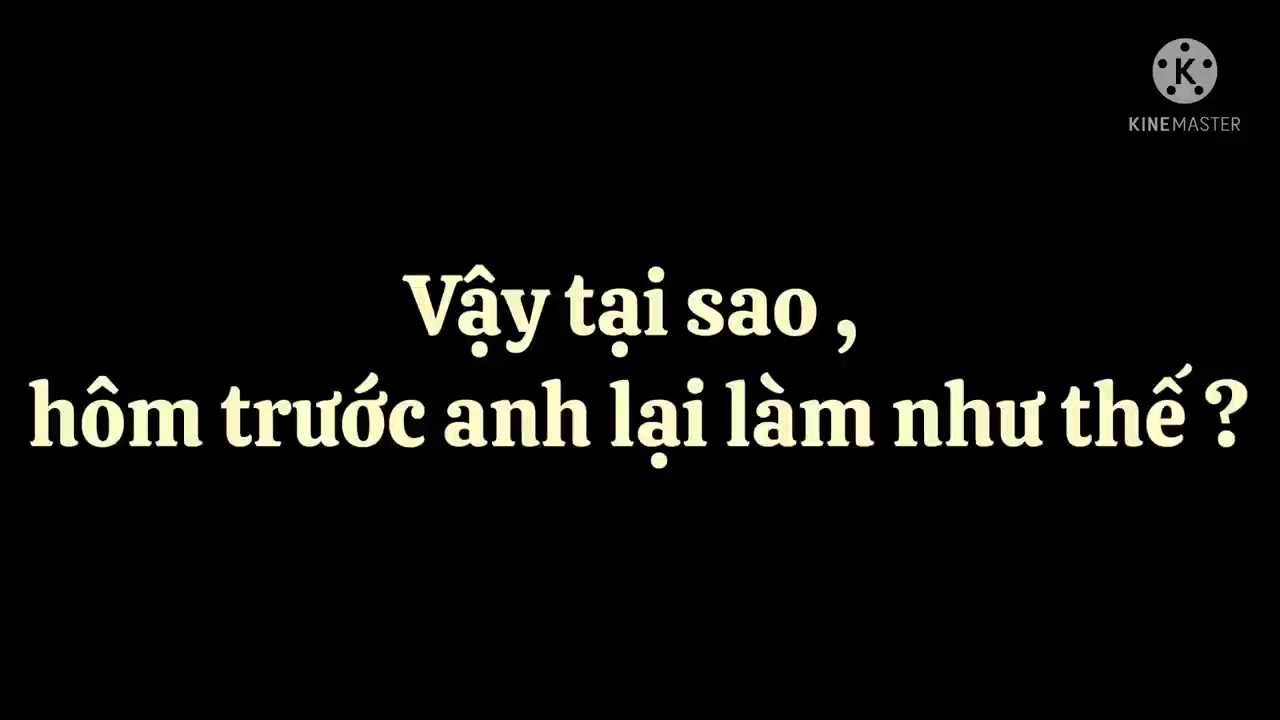 KINEMASTER
Vậy tại sao ,
hôm trước anh lại làm như thế ?